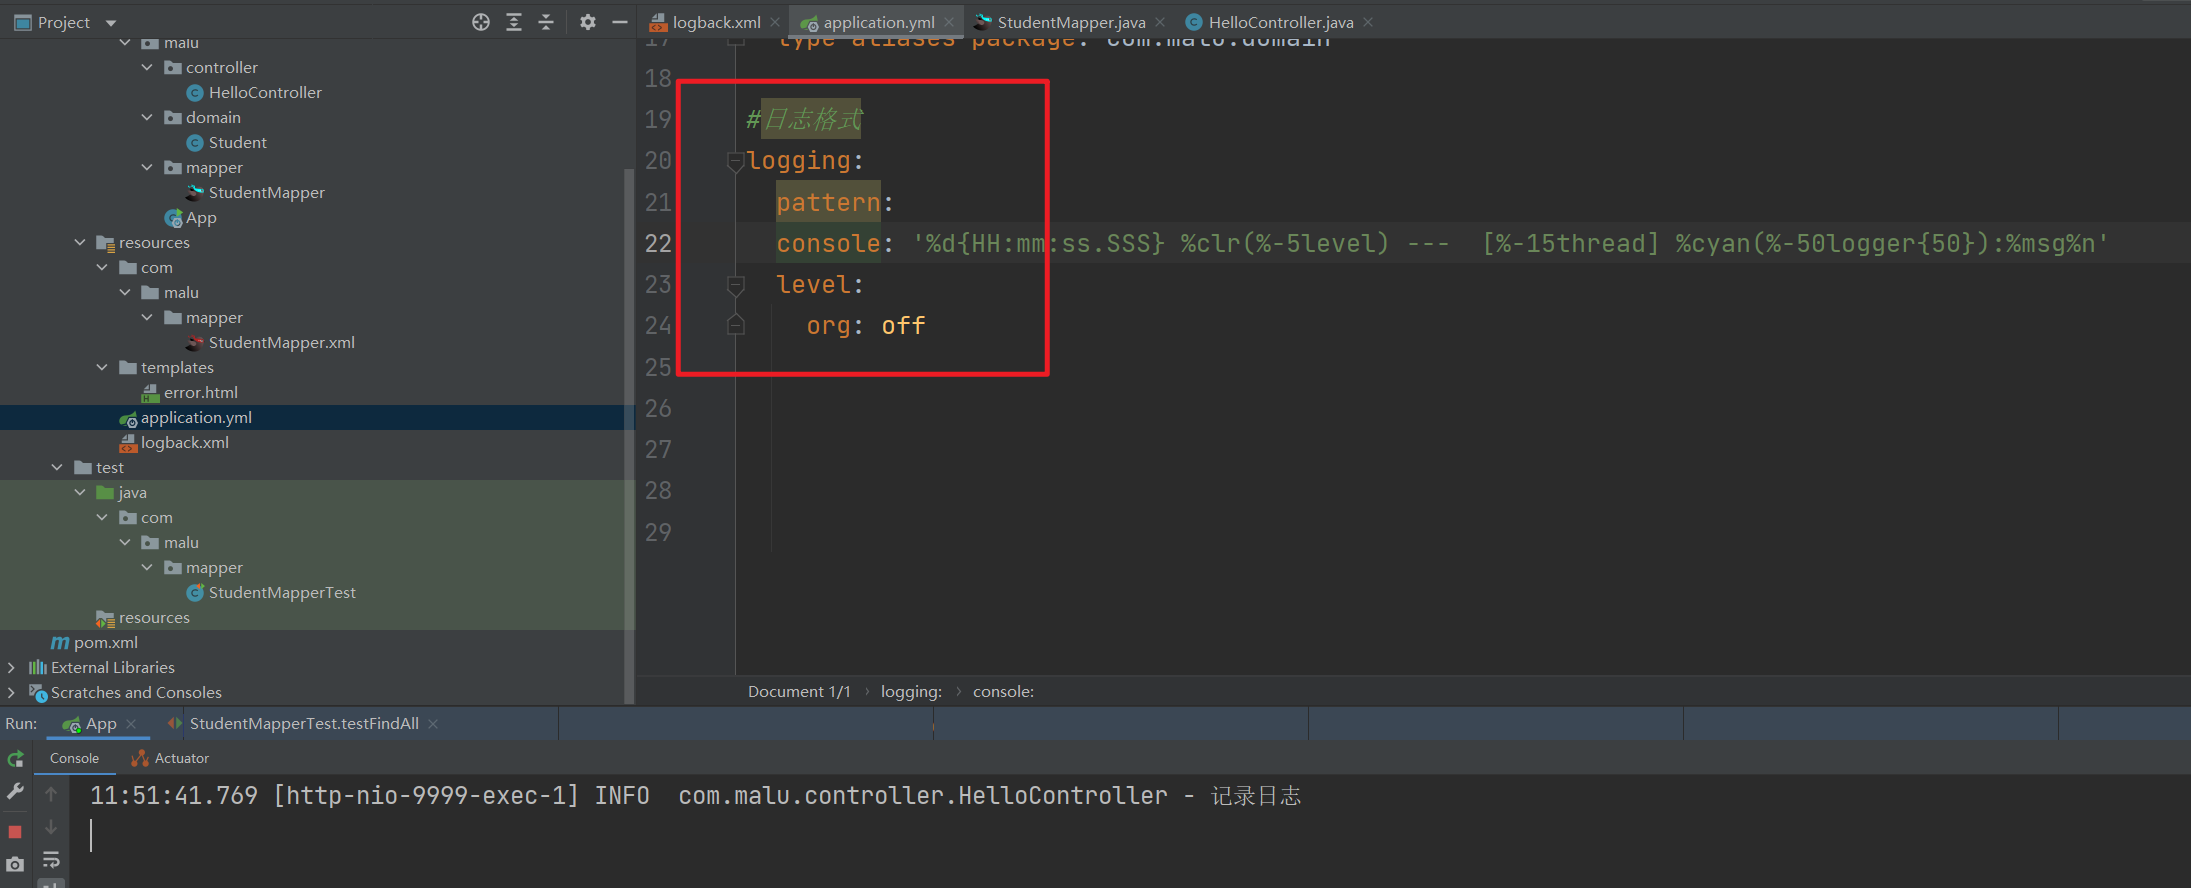 Project
logback.xml
application.yml
StudentMapper.java
HelloController.java
malu
controller
HelloController
domain
Student
mapper
StudentMapper
App
resources
com
malu
mapper
StudentMapper.xml
templates
error.html
application.yml
logback.xml
test
java
com
malu
mapper
StudentMapperTest
resources
pom.xml
External Libraries
Scratches and Consoles
17 type-aliases-package: com.malu.domain
18
19 #日志格式
20 logging:
21 pattern:
22 console: '%d{HH:mm:ss.SSS} %clr(%-5level) ---  [%-15thread] %cyan(%-50logger{50}):%msg%n'
23 level:
24 org: off
25
26
27
28
29
Document 1/1 › logging: › console:
Run: App StudentMapperTest.testFindAll
Console Actuator
11:51:41.769 [http-nio-9999-exec-1] INFO  com.malu.controller.HelloController - 记录日志